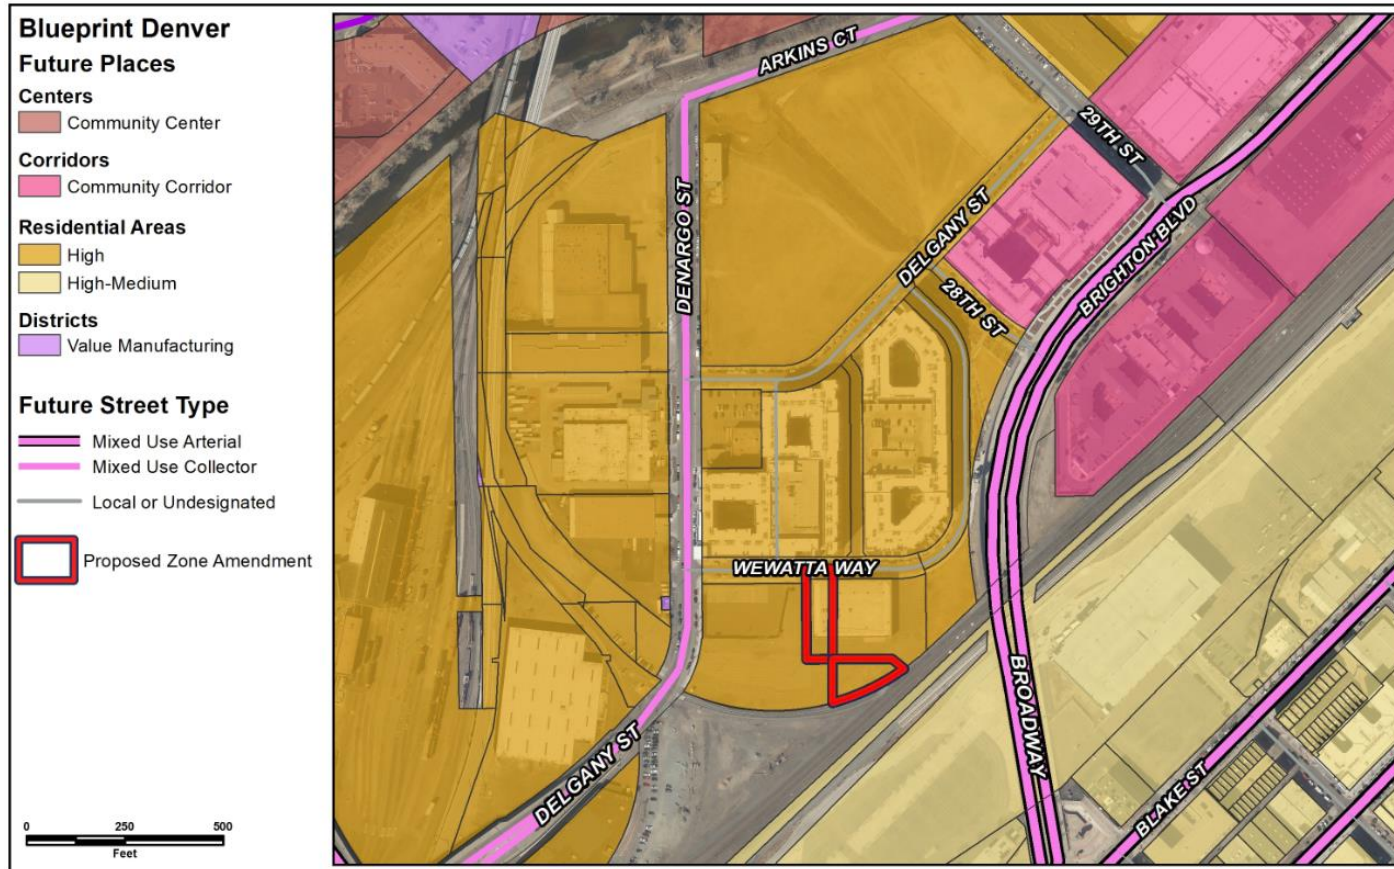 Blueprint Denver
Future Places
Centers
Community Center
Corridors
Community Corridor
Residential Areas
High
High-Medium
Districts
Value Manufacturing
Future Street Type
Mixed Use Arterial
Mixed Use Collector
Local or Undesignated
Proposed Zone Amendment
0 250 500
Feet
ARKINS CT
29TH ST
DENARGO ST
DELGANY ST
BRIGHTON BLVD
28TH ST
WEWATTA WAY
BROADWAY
DELGANY ST
BLAKE ST